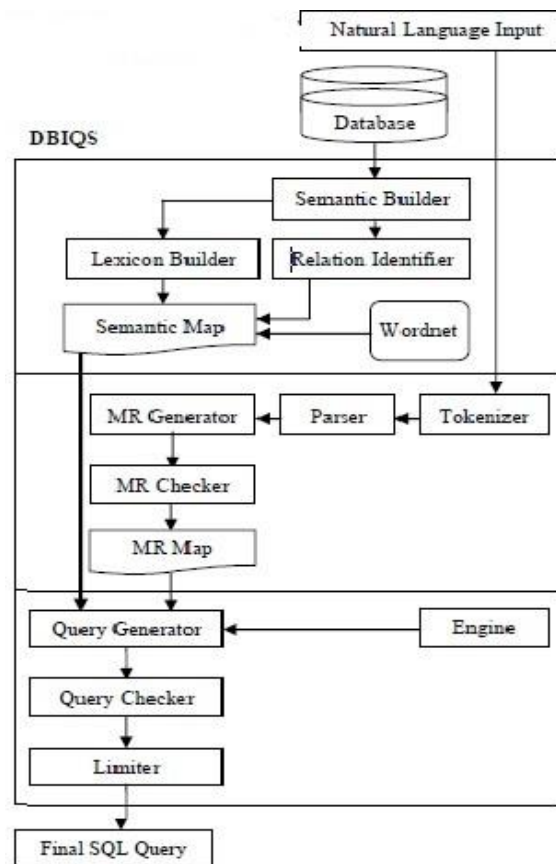 Natural Language Input
Database
DBIQS
Semantic Builder
Lexicon Builder
Relation Identifier
Semantic Map
Wordnet
MR Generator
Parser
Tokenizer
MR Checker
MR Map
Query Generator
Engine
Query Checker
Limiter
Final SQL Query